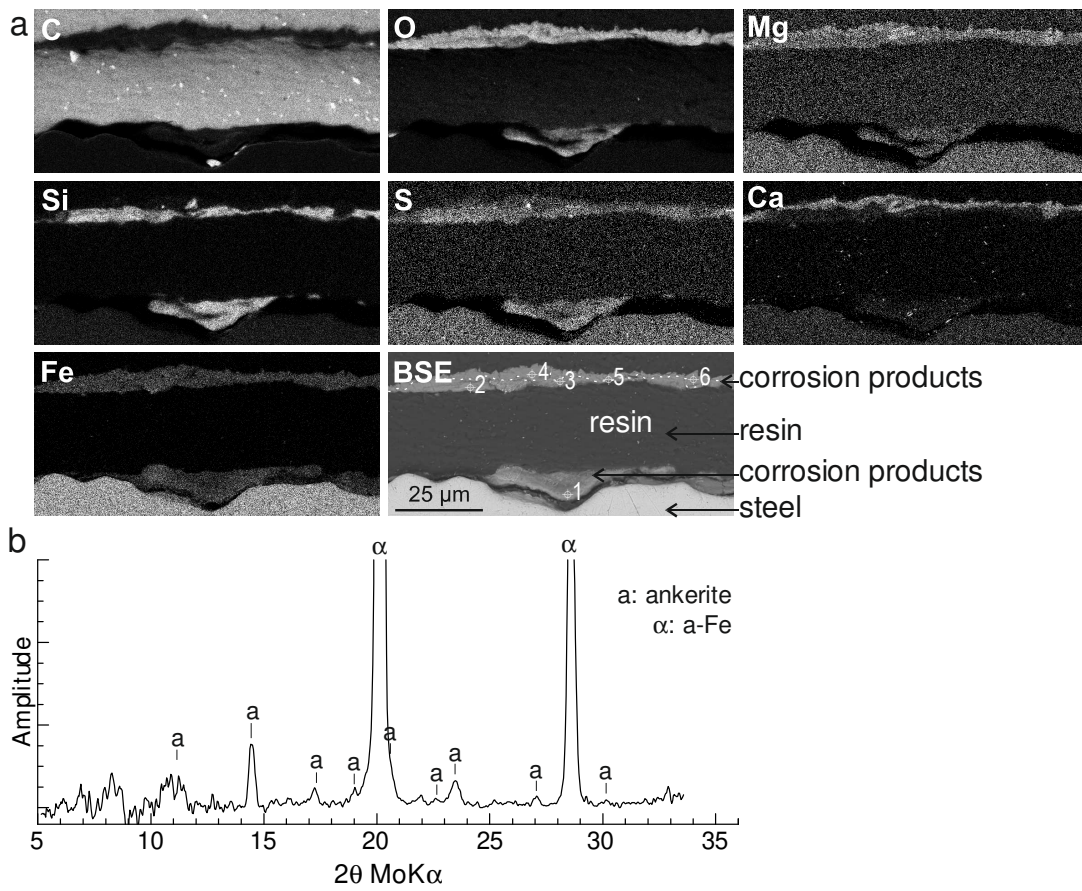 a
C
O
Mg
Si
S
Ca
Fe
BSE
4
2
3
5
6
corrosion products
resin
resin
corrosion products
1
25 µm
steel
b
α
α
a: ankerite
α: a-Fe
Amplitude
a
a
a
a
a
a
a
a
a
5
10
15
20
25
30
35
2θ MoKα